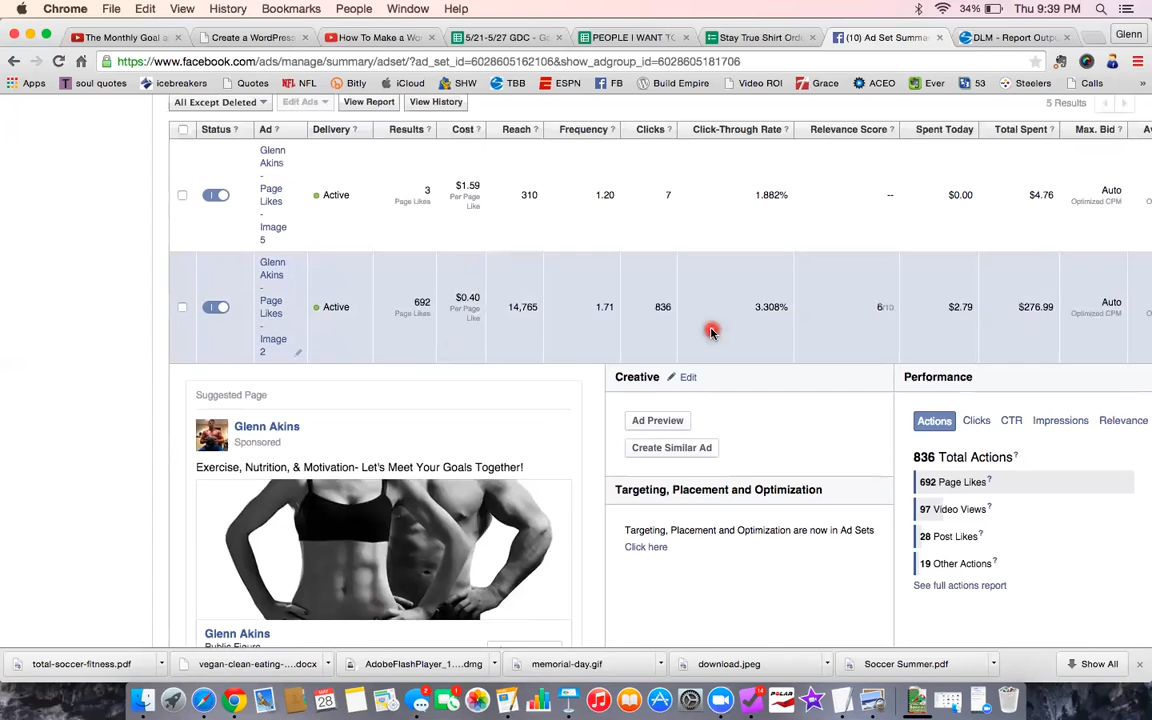 Chrome File Edit View History Bookmarks People Window Help 34% Thu 9:39 PM
The Monthly Goal a 5/21-5/27 GDC - G Create a WordPress How To Make a Wo PEOPLE I WANT T Stay True Shirt Ord (10) Ad Set Summa DLM - Report Outpu Glenn
https://www.facebook.com/ads/manage/summary/adset/?ad_set_id=6028605162106&show_adgroup_id=6028605181706
Apps soul quotes icebreakers Quotes NFL NFL Bitly iCloud SHW TBB ESPN FB Build Empire Video ROI Grace ACEO Ever 53 Steelers Calls
All Except Deleted Edit Ads View Report View History 5 Results
Status ? Ad ? Delivery ? Results ? Cost ? Reach ? Frequency ? Clicks ? Click-Through Rate ? Relevance Score ? Spent Today Total Spent ? Max. Bid ?
Glenn
Akins
-
Page
Likes
-
Image
5
Active
3
Page Likes
$1.59
Per Page
Like
310 1.20 7 1.882% -- $0.00 $4.76
Auto
Optimized CPM
Glenn
Akins
-
Page
Likes
-
Image
2
Active
692
Page Likes
$0.40
Per Page
Like
14,765 1.71 836 3.308% 6/10 $2.79 $276.99
Auto
Optimized CPM
Suggested Page
Glenn Akins
Sponsored
Exercise, Nutrition, & Motivation- Let's Meet Your Goals Together!
Glenn Akins
Public Figure
Creative Edit
Ad Preview
Create Similar Ad
Targeting, Placement and Optimization
Targeting, Placement and Optimization are now in Ad Sets
Click here
Performance
Actions Clicks CTR Impressions Relevance
836 Total Actions ?
692 Page Likes ?
97 Video Views ?
28 Post Likes ?
19 Other Actions ?
See full actions report
total-soccer-fitness.pdf vegan-clean-eating-....docx AdobeFlashPlayer_1....dmg memorial-day.gif download.jpeg Soccer Summer.pdf Show All